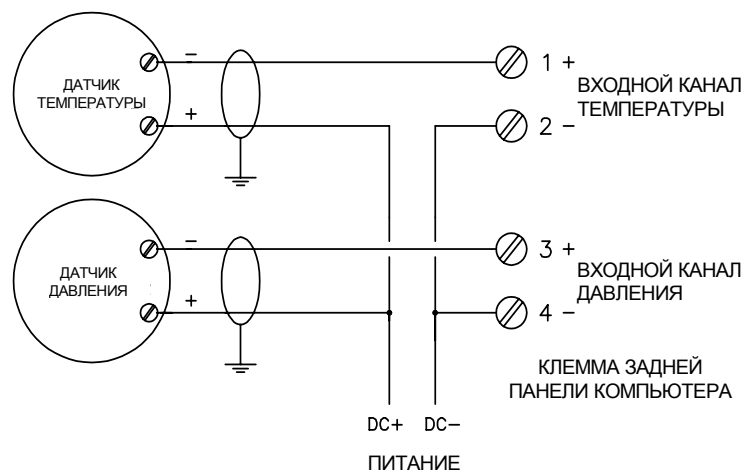 –
1 +
ДАТЧИК
ТЕМПЕРАТУРЫ
ВХОДНОЙ КАНАЛ
ТЕМПЕРАТУРЫ
+
2 –
–
3 +
ДАТЧИК
ДАВЛЕНИЯ
ВХОДНОЙ КАНАЛ
ДАВЛЕНИЯ
+
4 –
КЛЕММА ЗАДНЕЙ
ПАНЕЛИ КОМПЬЮТЕРА
DC+ DC–
ПИТАНИЕ